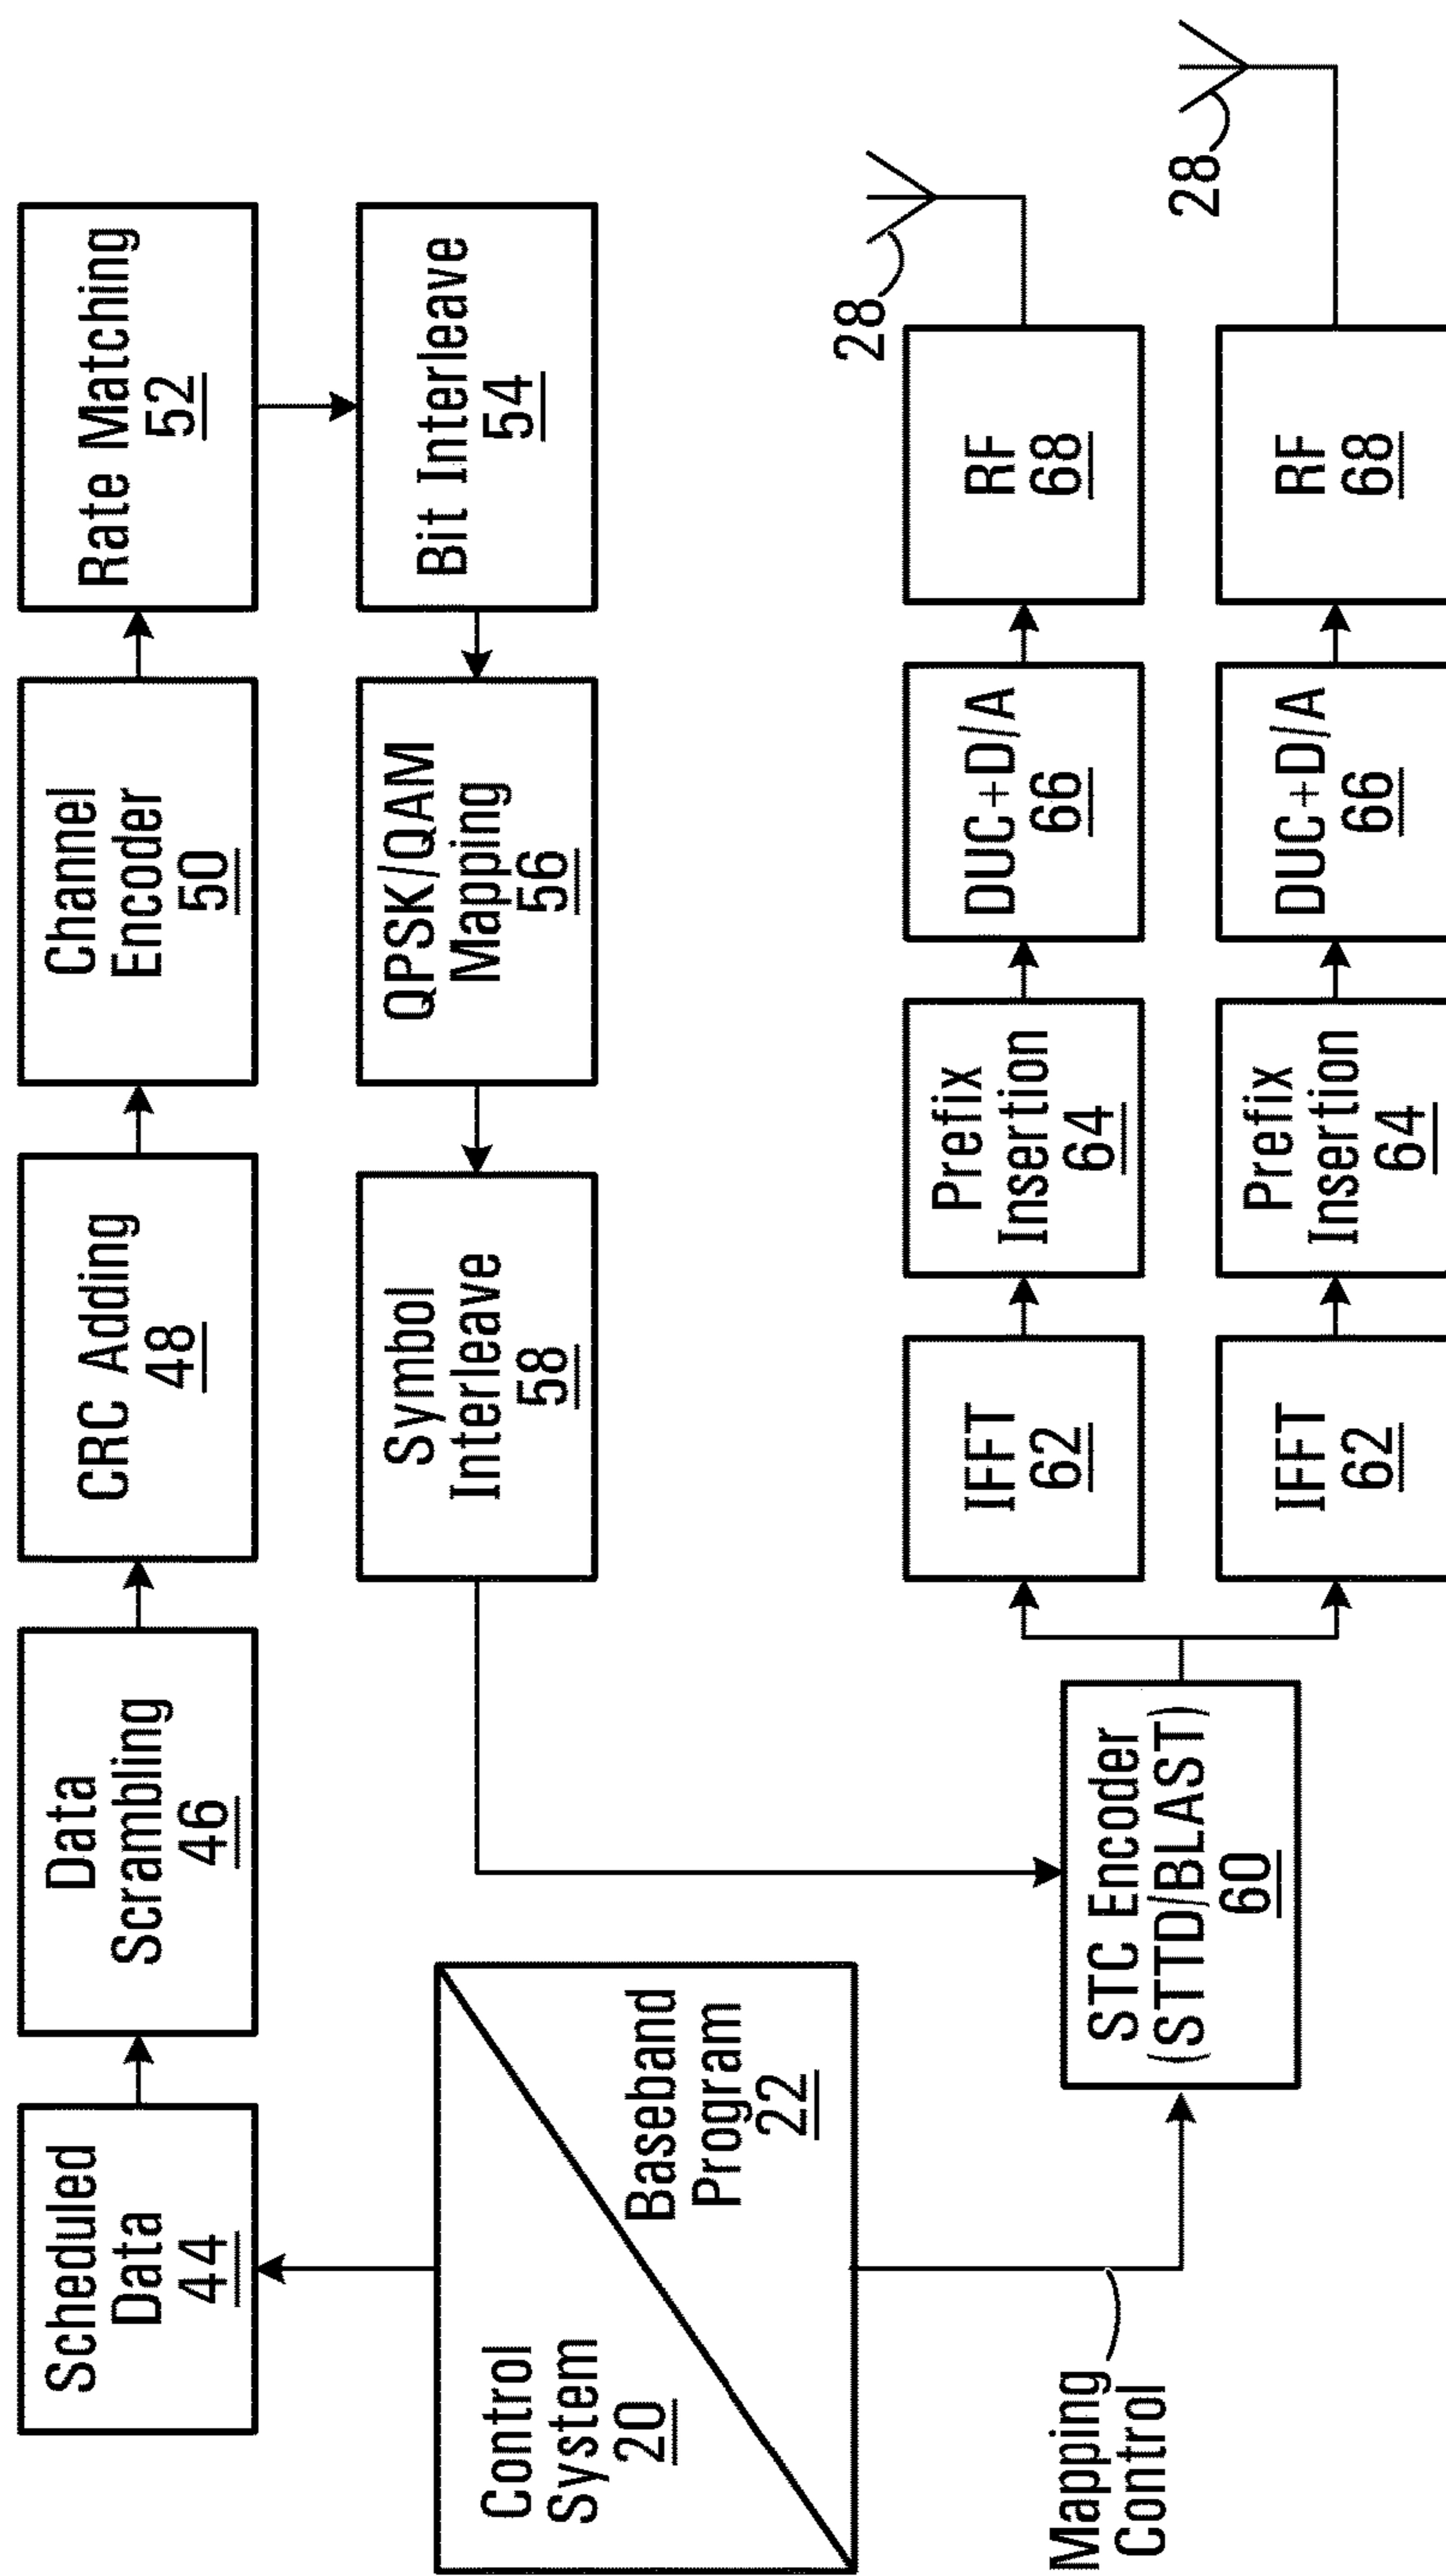 Scheduled
Data
44
Data
Scrambling
46
CRC Adding
48
Channel
Encoder
50
Rate Matching
52
Bit Interleave
54
QPSK/QAM
Mapping
56
Symbol
Interleave
58
Control
System
20
Baseband
Program
22
Mapping
Control
STC Encoder
(STTD/BLAST)
60
IFFT
62
Prefix
Insertion
64
DUC+D/A
66
RF
68
28
IFFT
62
Prefix
Insertion
64
DUC+D/A
66
RF
68
28